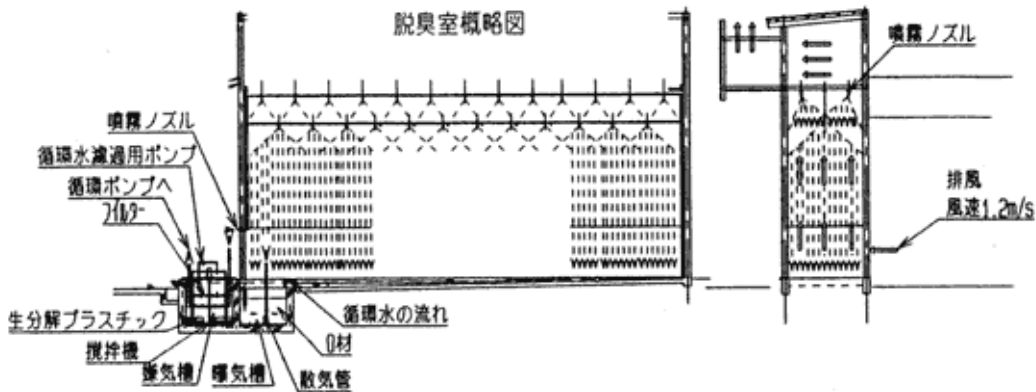 脱臭室概略図
噴霧ノズル
噴霧ノズル
循環水濾過用ポンプ
循環ポンプへ
フィルター
排風
風速1.2m/s
生分解プラスチック
循環水の流れ
撹拌機
O材
嫌気槽
曝気槽
散気管